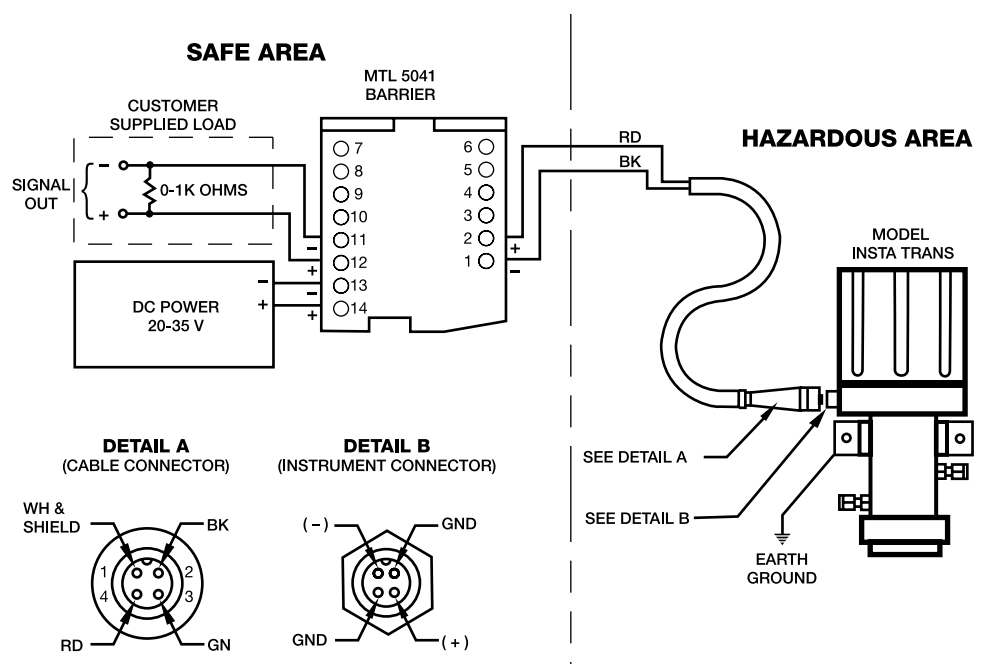 SAFE AREA
MTL 5041
BARRIER
CUSTOMER
SUPPLIED LOAD
SIGNAL
OUT
-
+
0-1K OHMS
7
8
9
10
11
12
13
14
6
5
4
3
2
1
-
+
-
+
-
+
+
-
DC POWER
20-35 V
RD
BK
HAZARDOUS AREA
MODEL
INSTA TRANS
SEE DETAIL A
SEE DETAIL B
EARTH
GROUND
DETAIL A
(CABLE CONNECTOR)
WH &
SHIELD
BK
1
2
4
3
RD
GN
DETAIL B
(INSTRUMENT CONNECTOR)
(-)
GND
GND
(+)